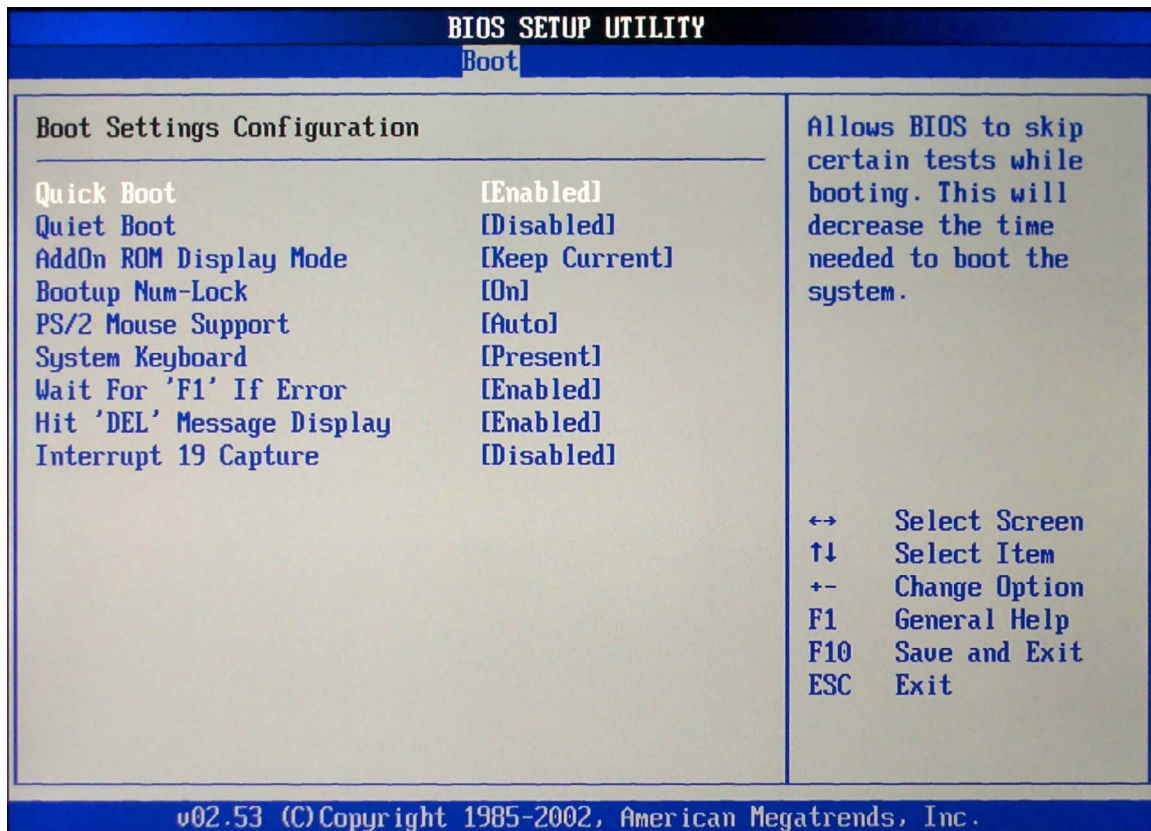 BIOS SETUP UTILITY
Boot
Boot Settings Configuration
Quick Boot [Enabled]
Quiet Boot [Disabled]
AddOn ROM Display Mode [Keep Current]
Bootup Num-Lock [On]
PS/2 Mouse Support [Auto]
System Keyboard [Present]
Wait For 'F1' If Error [Enabled]
Hit 'DEL' Message Display [Enabled]
Interrupt 19 Capture [Disabled]
Allows BIOS to skip
certain tests while
booting. This will
decrease the time
needed to boot the
system.
↔ Select Screen
↑↓ Select Item
+- Change Option
F1 General Help
F10 Save and Exit
ESC Exit
v02.53 (C)Copyright 1985-2002, American Megatrends, Inc.